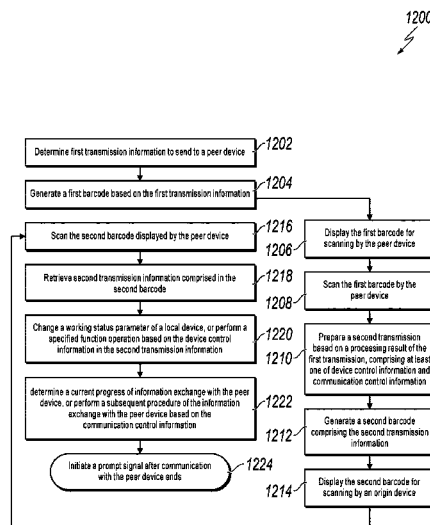 1200
Determine first transmission information to send to a peer device
1202
Generate a first barcode based on the first transmission information
1204
Display the first barcode for
scanning by the peer device
1206
Scan the first barcode by the
peer device
1208
Prepare a second transmission
based on a processing result of the
first transmission, comprising at least
one of device control information and
communication control information
1210
Generate a second barcode
comprising the second transmission
information
1212
Display the second barcode for
scanning by an origin device
1214
Scan the second barcode displayed by the peer device
1216
Retrieve second transmission information comprised in the
second barcode
1218
Change a working status parameter of a local device, or perform a
specified function operation based on the device control
information in the second transmission information
1220
determine a current progress of information exchange with the peer
device, or perform a subsequent procedure of the information
exchange with the peer device based on the
communication control information
1222
Initiate a prompt signal after communication
with the peer device ends
1224